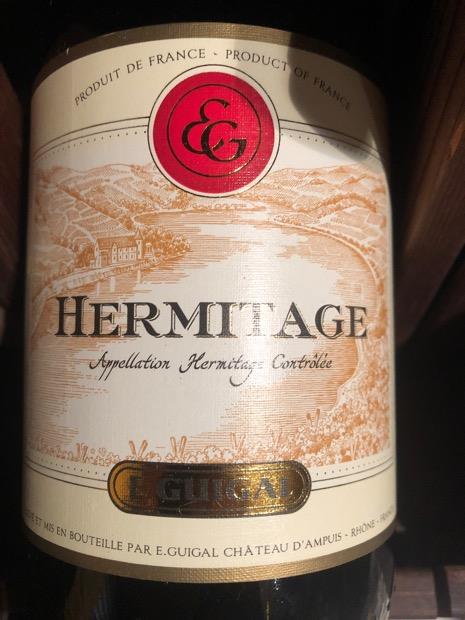 PRODUIT DE FRANCE - PRODUCT OF FRANCE
EG
HERMITAGE
Appellation Hermitage Contrôlée
E.GUIGAL
ET MIS EN BOUTEILLE PAR E.GUIGAL CHÂTEAU D'AMPUIS - RHÔNE -